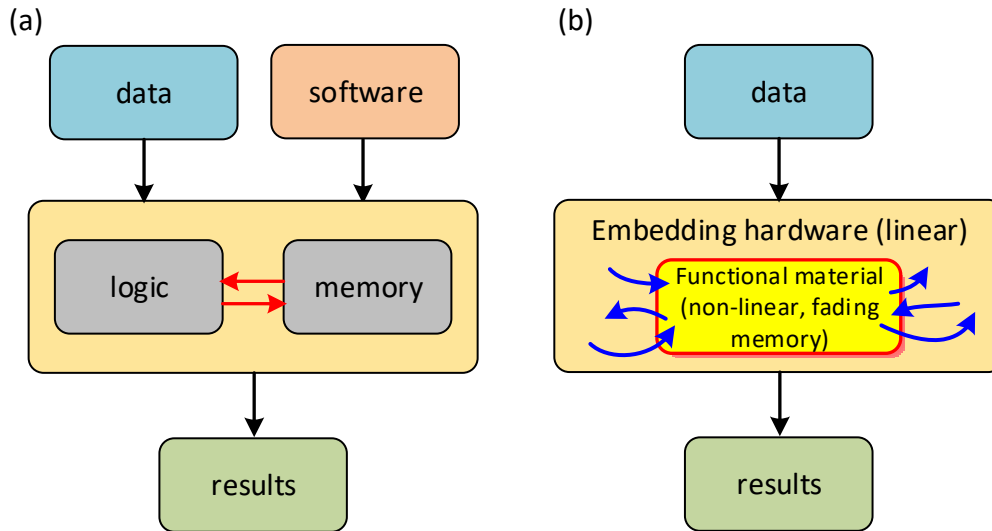 (a)
data
software
logic
memory
results
(b)
data
Embedding hardware (linear)
Functional material
(non-linear, fading
memory)
results